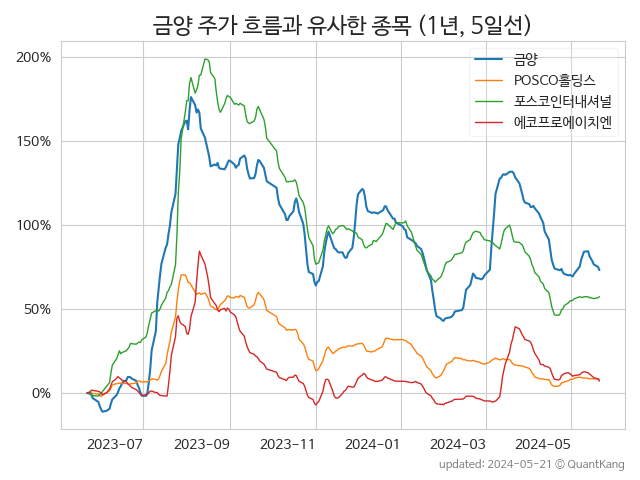 금양 주가 흐름과 유사한 종목 (1년, 5일선)
금양
POSCO홀딩스
포스코인터내셔널
에코프로에이치엔
200%
150%
100%
50%
0%
2023-07
2023-09
2023-11
2024-01
2024-03
2024-05
updated: 2024-05-21 © QuantKang